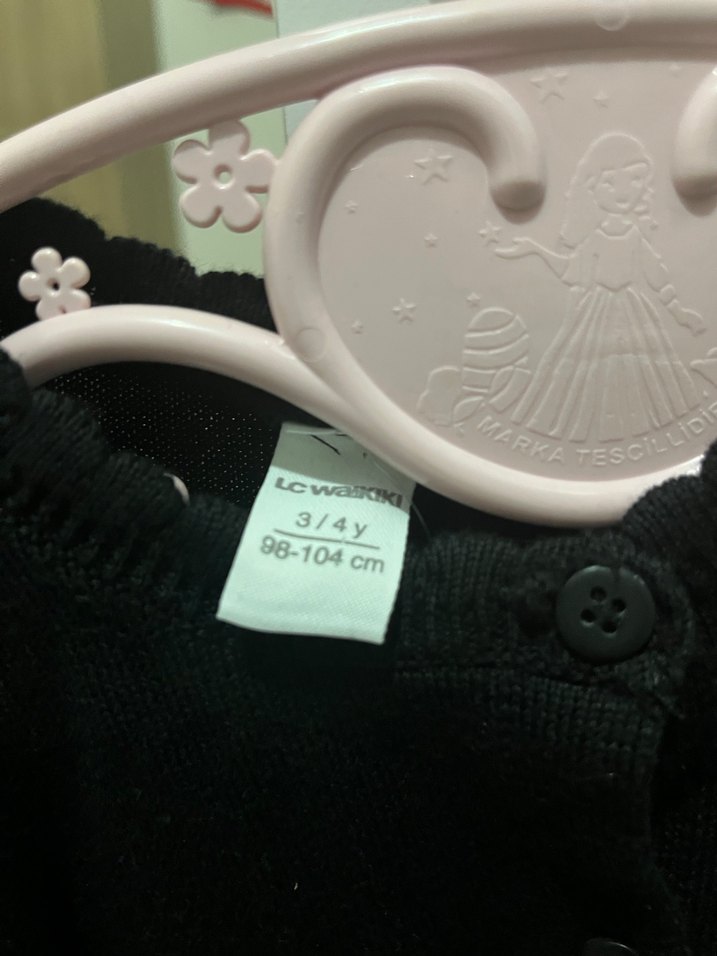 MARKA TESCİLLİDİR
LC WAIKIKI
3 / 4 y
98-104 cm